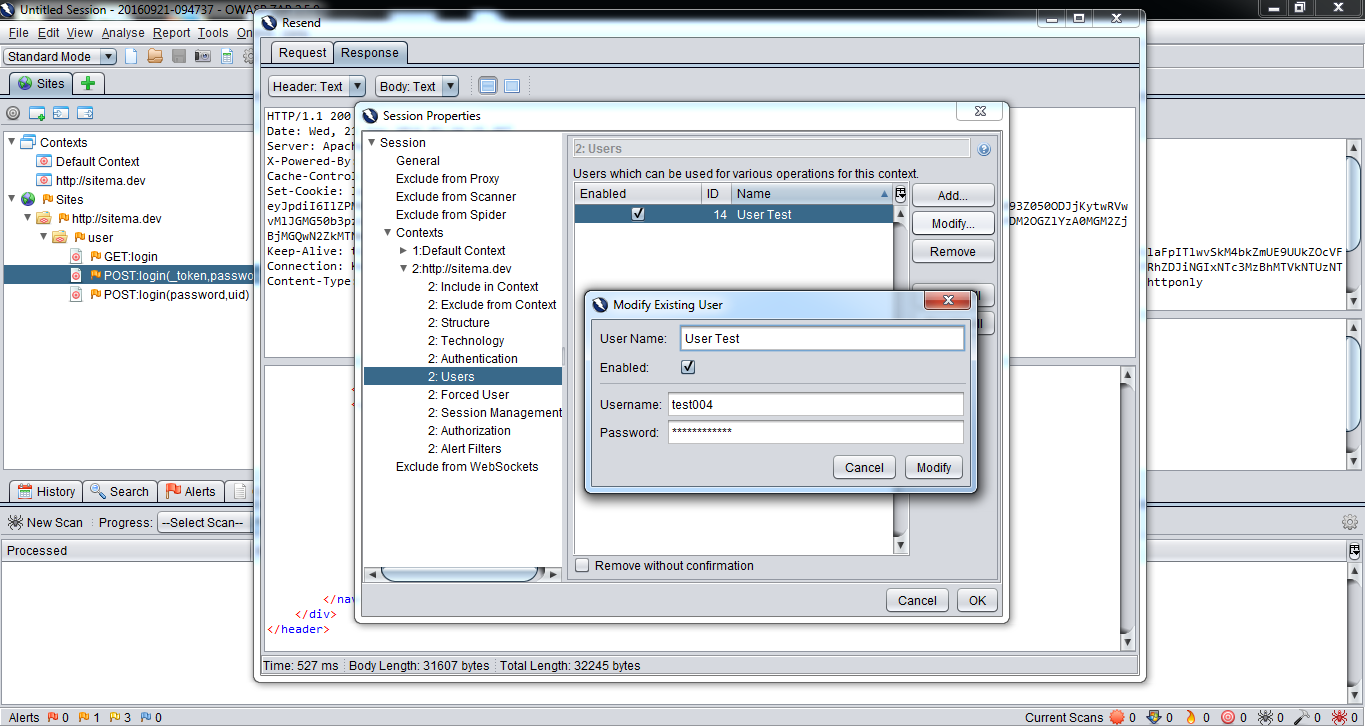 Untitled Session - 20160921-094737 - OWASP ZAP 2.5.0
File Edit View Analyse Report Tools
Standard Mode
Sites
Contexts
Default Context
http://sitema.dev
Sites
http://sitema.dev
user
GET:login
POST:login(_token,passwo
POST:login(password,uid)
History Search Alerts
New Scan Progress: --Select Scan--
Processed
Resend
Request Response
Header: Text Body: Text
HTTP/1.1 200
Date: Wed, 21
Server: Apach
X-Powered-By:
Cache-Control
Set-Cookie:
Keep-Alive:
Connection:
Content-Type:
httponly
</nav
</div>
</header>
Time: 527 ms Body Length: 31607 bytes Total Length: 32245 bytes
Session Properties
Session
General
Exclude from Proxy
Exclude from Scanner
Exclude from Spider
Contexts
1:Default Context
2:http://sitema.dev
2: Include in Context
2: Exclude from Context
2: Structure
2: Technology
2: Authentication
2: Users
2: Forced User
2: Session Management
2: Authorization
2: Alert Filters
Exclude from WebSockets
2: Users
Users which can be used for various operations for this context.
Enabled ID Name
14 User Test
Add...
Modify...
Remove
Remove without confirmation
Cancel OK
Modify Existing User
User Name: User Test
Enabled:
Username: test004
Password: ************
Cancel Modify
Alerts 0 1 3 0
Current Scans 0 0 0 0 0 0 0